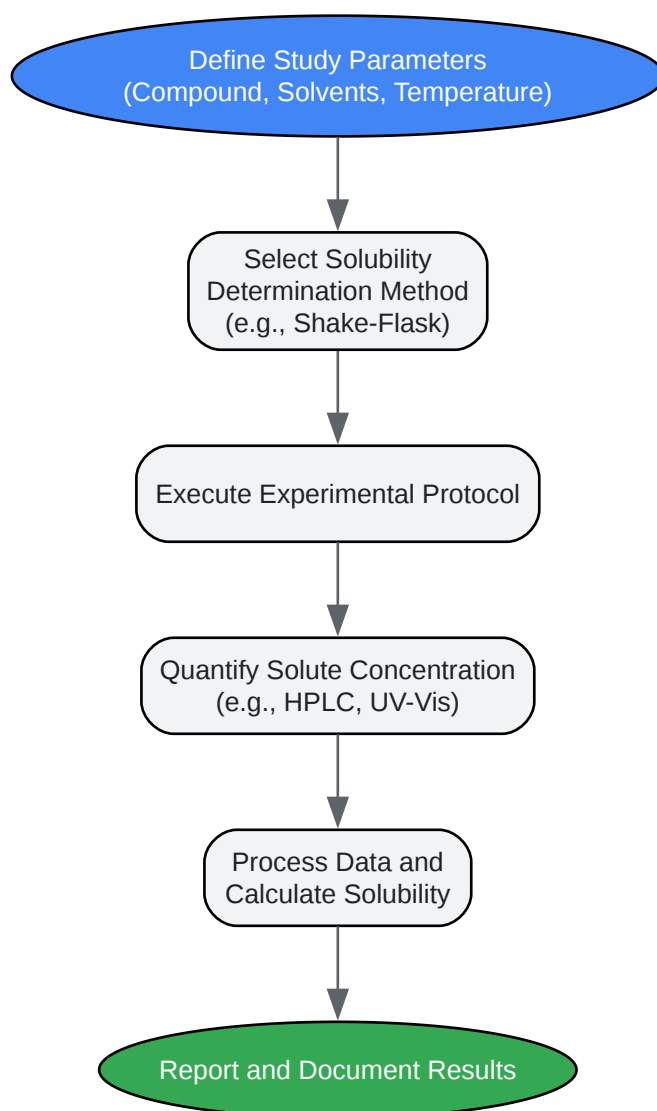 Define Study Parameters
(Compound, Solvents, Temperature)
Select Solubility
Determination Method
(e.g., Shake-Flask)
Execute Experimental Protocol
Quantify Solute Concentration
(e.g., HPLC, UV-Vis)
Process Data and
Calculate Solubility
Report and Document Results